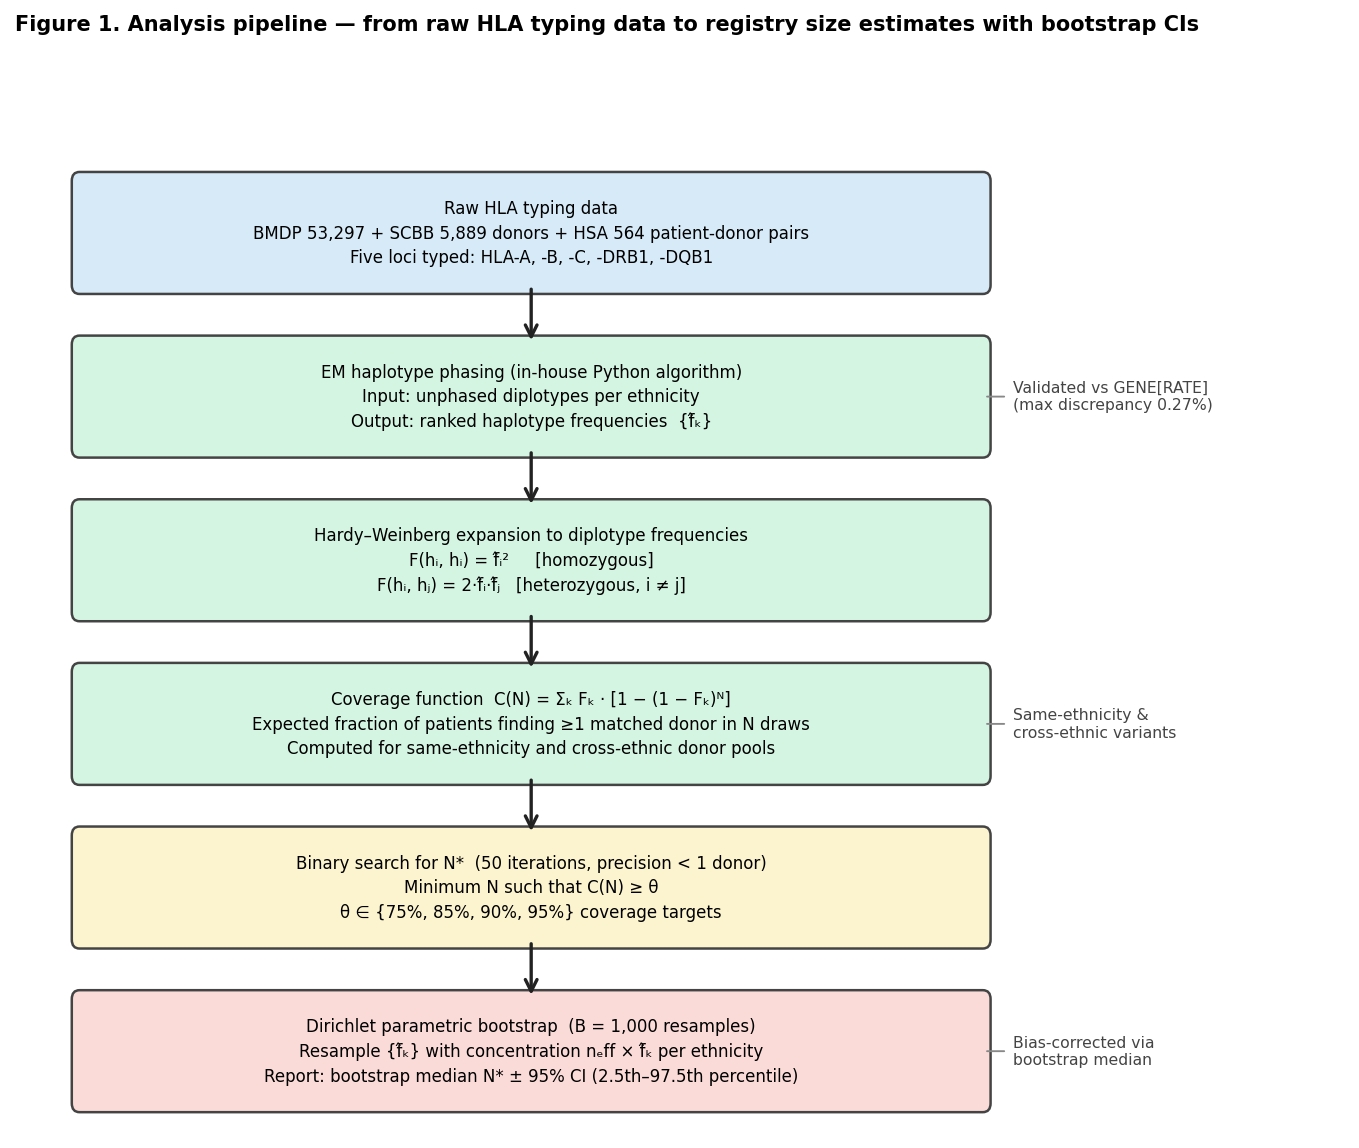 Figure 1. Analysis pipeline — from raw HLA typing data to registry size estimates with bootstrap CIs
Raw HLA typing data
BMDP 53,297 + SCBB 5,889 donors + HSA 564 patient-donor pairs
Five loci typed: HLA-A, -B, -C, -DRB1, -DQB1
EM haplotype phasing (in-house Python algorithm)
Input: unphased diplotypes per ethnicity
Output: ranked haplotype frequencies {f̂ₖ}
Validated vs GENE[RATE]
(max discrepancy 0.27%)
Hardy–Weinberg expansion to diplotype frequencies
F(hᵢ, hᵢ) = f̂ᵢ² [homozygous]
F(hᵢ, hⱼ) = 2·f̂ᵢ·f̂ⱼ [heterozygous, i ≠ j]
Coverage function C(N) = Σₖ Fₖ · [1 − (1 − Fₖ)ᴺ]
Expected fraction of patients finding ≥1 matched donor in N draws
Computed for same-ethnicity and cross-ethnic donor pools
Same-ethnicity &
cross-ethnic variants
Binary search for N* (50 iterations, precision < 1 donor)
Minimum N such that C(N) ≥ θ
θ ∈ {75%, 85%, 90%, 95%} coverage targets
Dirichlet parametric bootstrap (B = 1,000 resamples)
Resample {f̂ₖ} with concentration nₑff × f̂ₖ per ethnicity
Report: bootstrap median N* ± 95% CI (2.5th–97.5th percentile)
Bias-corrected via
bootstrap median